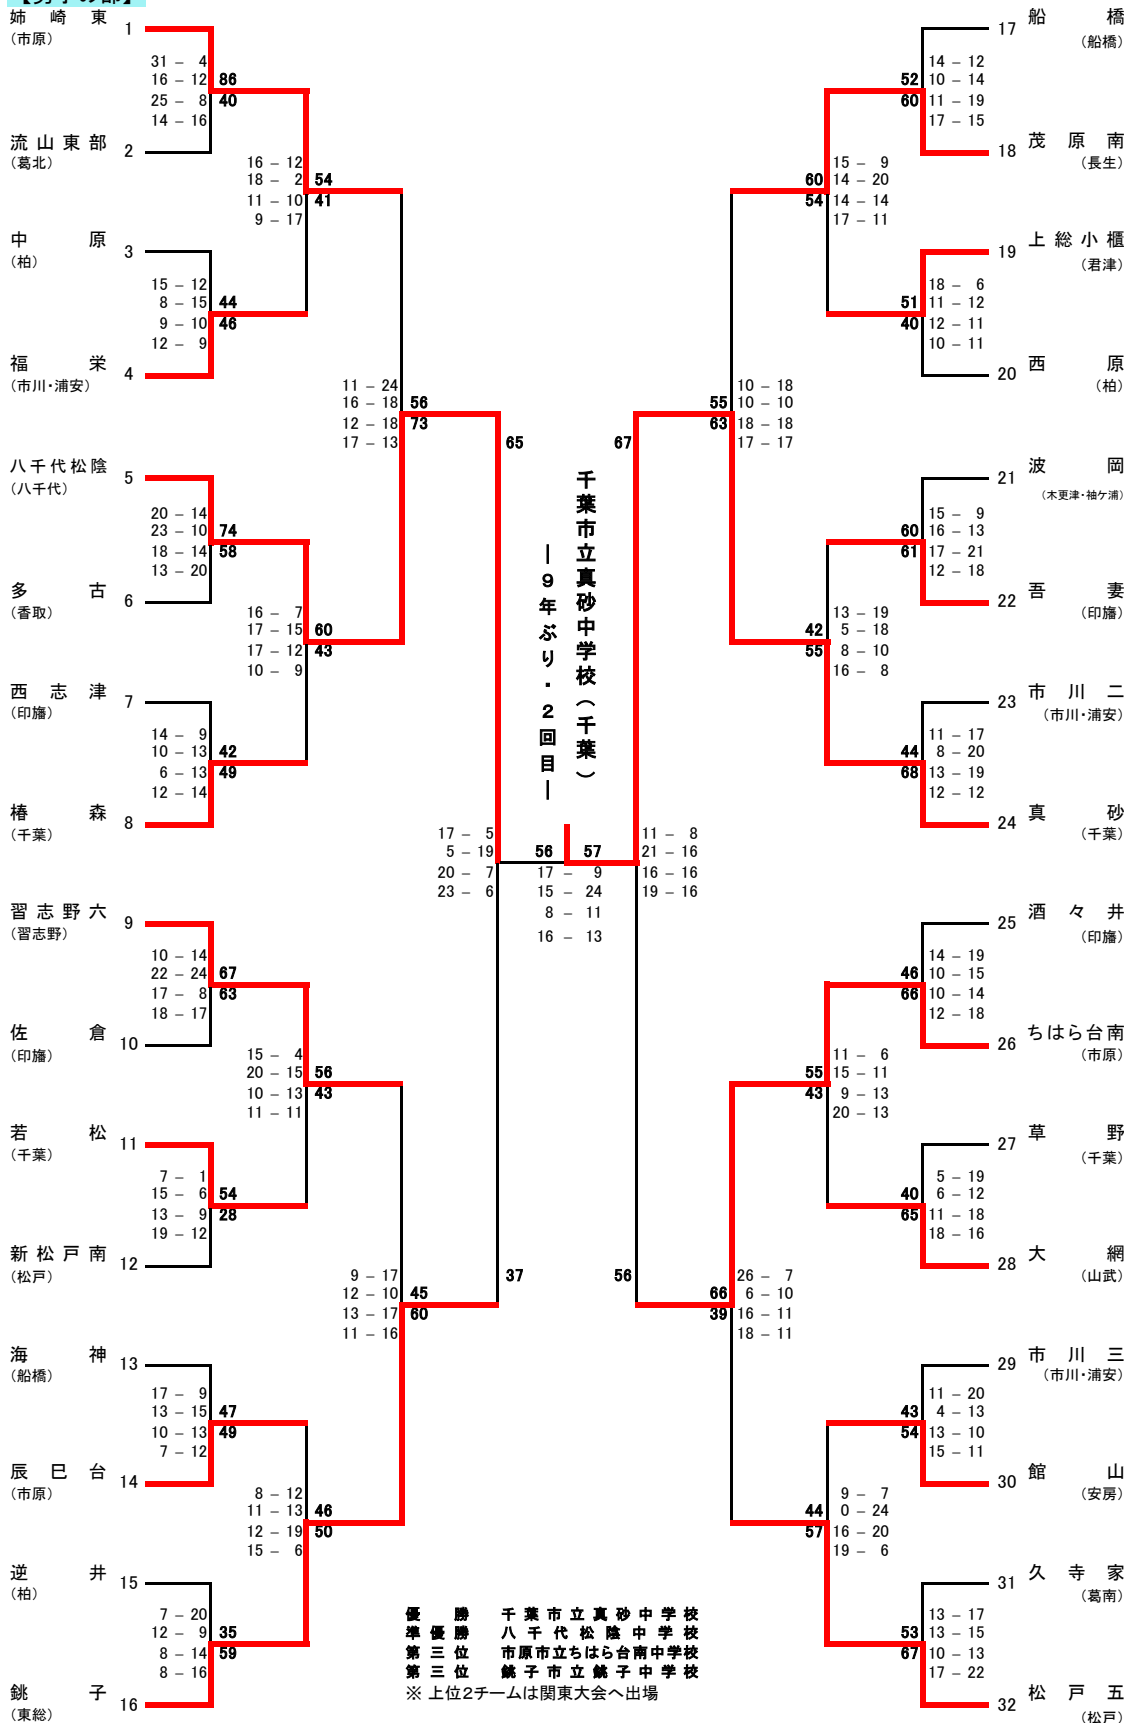 【男子の部】
姉崎東
(市原)
1
31 - 4
16 - 12
25 - 8
14 - 16
86
40
流山東部
(葛北)
2
16 - 12
18 - 2
11 - 10
9 - 17
54
41
中原
(柏)
3
15 - 12
8 - 15
9 - 10
12 - 9
44
46
福栄
(市川・浦安)
4
11 - 24
16 - 18
12 - 18
17 - 13
56
73
八千代松陰
(八千代)
5
20 - 14
23 - 10
18 - 14
13 - 20
74
58
多古
(香取)
6
16 - 7
17 - 15
17 - 12
10 - 9
60
43
西志津
(印旛)
7
14 - 9
10 - 13
6 - 13
12 - 14
42
49
椿森
(千葉)
8
65
17 - 5
5 - 19
20 - 7
23 - 6
37
習志野六
(習志野)
9
10 - 14
22 - 24
17 - 8
18 - 17
67
63
佐倉
(印旛)
10
15 - 4
20 - 15
10 - 13
11 - 11
56
43
若松
(千葉)
11
7 - 1
15 - 6
13 - 9
19 - 12
54
28
新松戸南
(松戸)
12
9 - 17
12 - 10
13 - 17
11 - 16
45
60
海神
(船橋)
13
17 - 9
13 - 15
10 - 13
7 - 12
47
49
辰巳台
(市原)
14
8 - 12
11 - 13
12 - 19
15 - 6
46
50
逆井
(柏)
15
7 - 20
12 - 9
8 - 14
8 - 16
35
59
銚子
(東総)
16
千葉市立真砂中学校(千葉)
―9年ぶり・2回目―
56 57
17 - 9
15 - 24
8 - 11
16 - 13
船橋
(船橋)
17
14 - 12
10 - 14
11 - 19
17 - 15
52
60
茂原南
(長生)
18
15 - 9
14 - 20
14 - 14
17 - 11
60
54
上総小櫃
(君津)
19
18 - 6
11 - 12
12 - 11
10 - 11
51
40
西原
(柏)
20
10 - 18
10 - 10
18 - 18
17 - 17
55
63
波岡
(木更津・袖ケ浦)
21
15 - 9
16 - 13
17 - 21
12 - 18
60
61
吾妻
(印旛)
22
13 - 19
5 - 18
8 - 10
16 - 8
42
55
市川二
(市川・浦安)
23
11 - 17
8 - 20
13 - 19
12 - 12
44
68
真砂
(千葉)
24
67
11 - 8
21 - 16
16 - 16
19 - 16
56
酒々井
(印旛)
25
14 - 19
10 - 15
10 - 14
12 - 18
46
66
ちはら台南
(市原)
26
11 - 6
15 - 11
9 - 13
20 - 13
55
43
草野
(千葉)
27
5 - 19
6 - 12
11 - 18
18 - 16
40
65
大網
(山武)
28
26 - 7
6 - 10
16 - 11
18 - 11
66
39
市川三
(市川・浦安)
29
11 - 20
4 - 13
13 - 10
15 - 11
43
54
館山
(安房)
30
9 - 7
0 - 24
16 - 20
19 - 6
44
57
久寺家
(葛南)
31
13 - 17
13 - 15
10 - 13
17 - 22
53
67
松戸五
(松戸)
32
優勝 千葉市立真砂中学校
準優勝 八千代松陰中学校
第三位 市原市立ちはら台南中学校
第三位 銚子市立銚子中学校
※ 上位2チームは関東大会へ出場